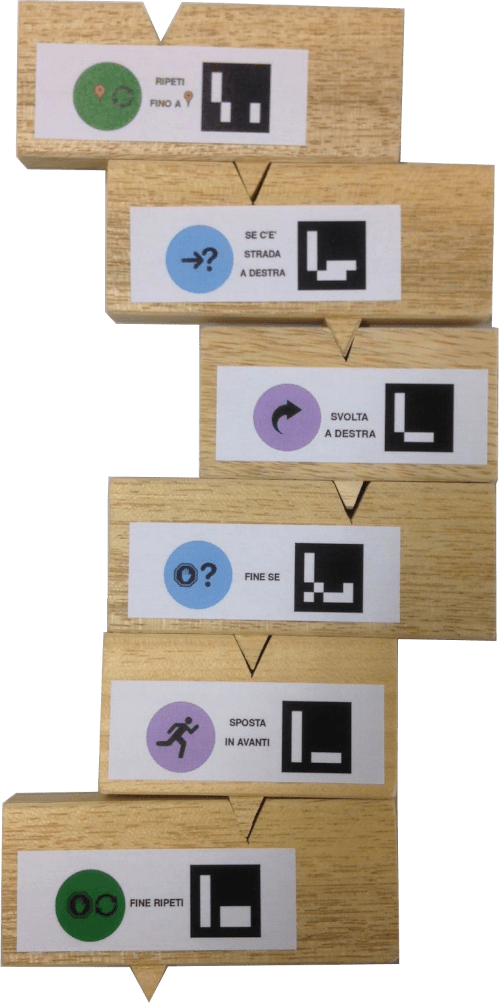 RIPETI
FINO A
SE C'E'
STRADA
A DESTRA
?
SVOLTA
A DESTRA
? FINE SE
SPOSTA
IN AVANTI
FINE RIPETI